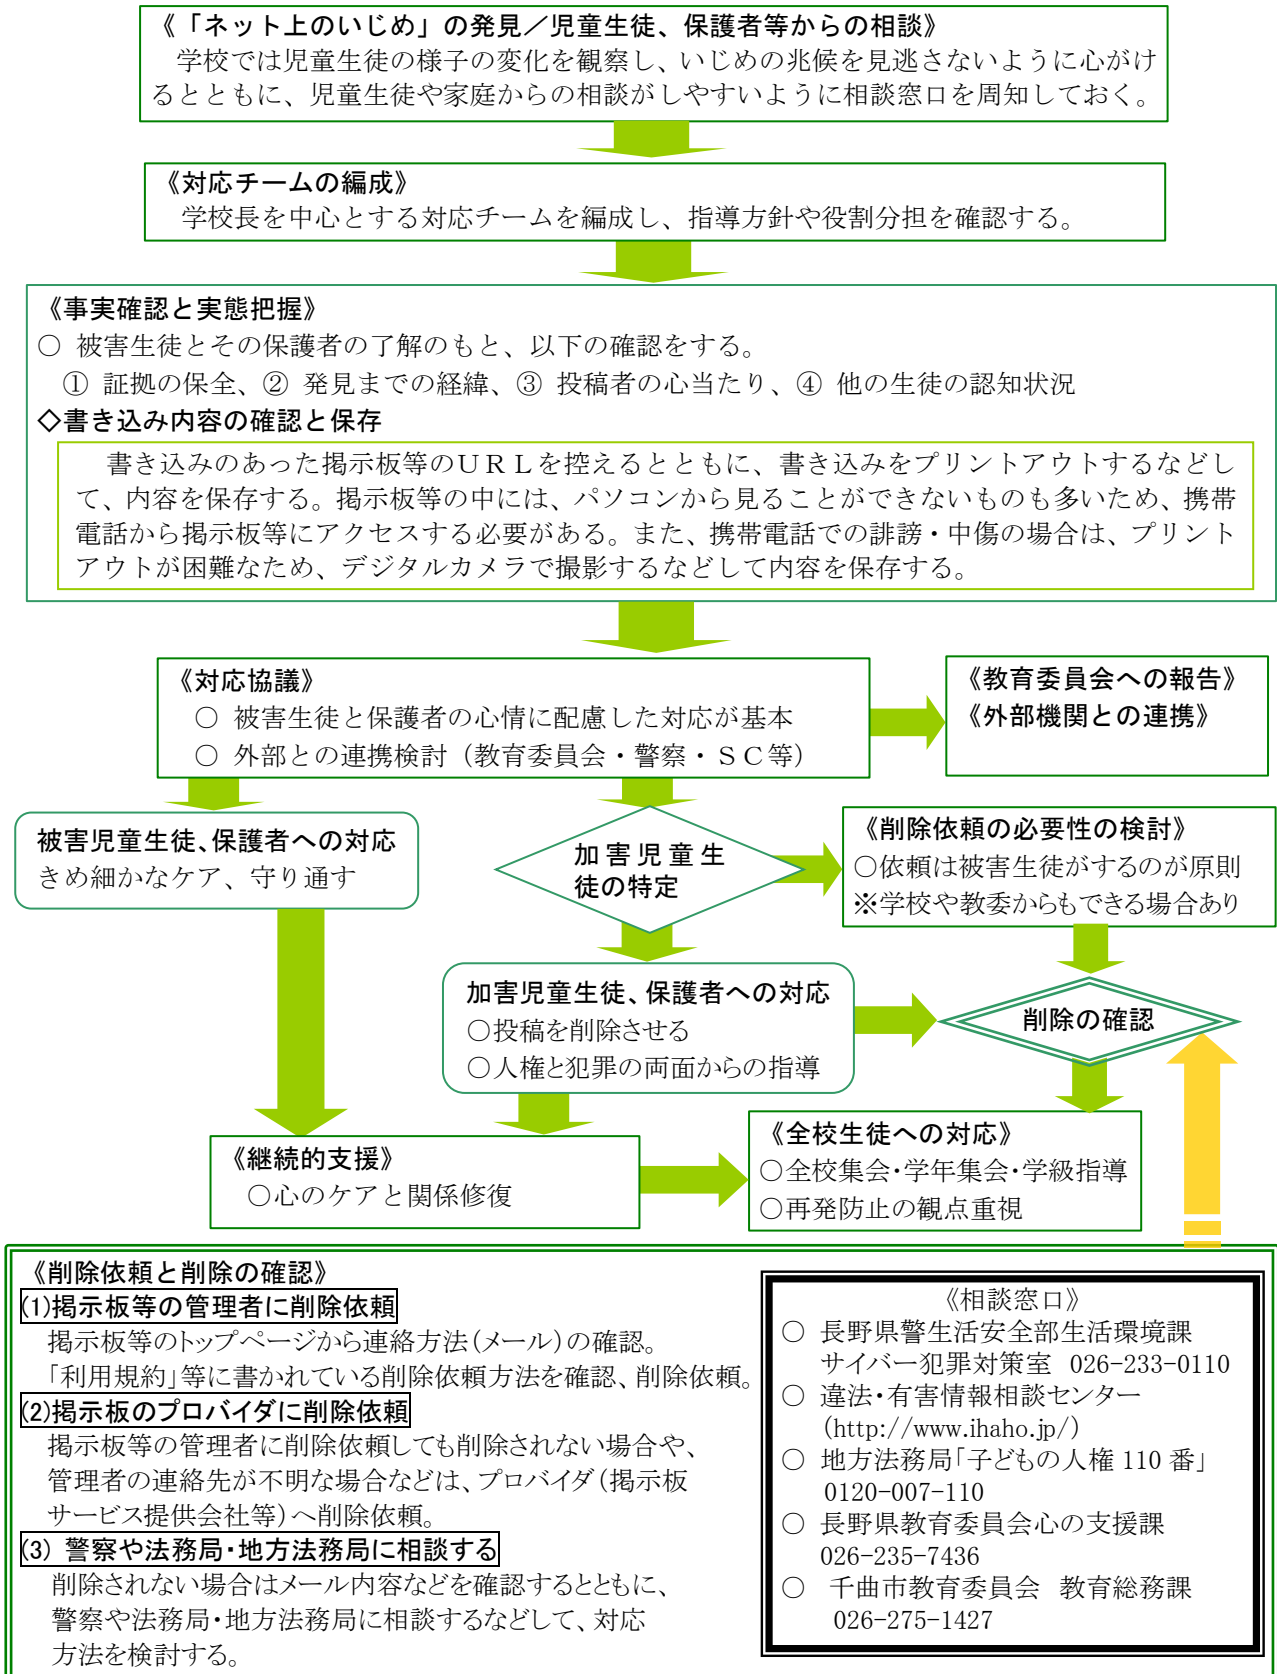 《「ネット上のいじめ」の発見／児童生徒、保護者等からの相談》
学校では児童生徒の様子の変化を観察し、いじめの兆候を見逃さないように心がけ
るとともに、児童生徒や家庭からの相談がしやすいように相談窓口を周知しておく。
《対応チームの編成》
学校長を中心とする対応チームを編成し、指導方針や役割分担を確認する。
《事実確認と実態把握》
○ 被害生徒とその保護者の了解のもと、以下の確認をする。
① 証拠の保全、② 発見までの経緯、③ 投稿者の心当たり、④ 他の生徒の認知状況
◇書き込み内容の確認と保存
書き込みのあった掲示板等のＵＲＬを控えるとともに、書き込みをプリントアウトするなどし
て、内容を保存する。掲示板等の中には、パソコンから見ることができないものも多いため、携帯
電話から掲示板等にアクセスする必要がある。また、携帯電話での誹謗・中傷の場合は、プリント
アウトが困難なため、デジタルカメラで撮影するなどして内容を保存する。
《対応協議》
○ 被害生徒と保護者の心情に配慮した対応が基本
○ 外部との連携検討（教育委員会・警察・ＳＣ等）
《教育委員会への報告》
《外部機関との連携》
被害児童生徒、保護者への対応
きめ細かなケア、守り通す
加害児童生
徒の特定
《削除依頼の必要性の検討》
○依頼は被害生徒がするのが原則
※学校や教委からもできる場合あり
加害児童生徒、保護者への対応
○投稿を削除させる
○人権と犯罪の両面からの指導
削除の確認
《継続的支援》
○心のケアと関係修復
《全校生徒への対応》
○全校集会・学年集会・学級指導
○再発防止の観点重視
《削除依頼と削除の確認》
(1)掲示板等の管理者に削除依頼
掲示板等のトップページから連絡方法（メール）の確認。
「利用規約」等に書かれている削除依頼方法を確認、削除依頼。
(2)掲示板のプロバイダに削除依頼
掲示板等の管理者に削除依頼しても削除されない場合や、
管理者の連絡先が不明な場合などは、プロバイダ（掲示板
サービス提供会社等）へ削除依頼。
(3) 警察や法務局・地方法務局に相談する
削除されない場合はメール内容などを確認するとともに、
警察や法務局・地方法務局に相談するなどして、対応
方法を検討する。
《相談窓口》
○ 長野県警生活安全部生活環境課
サイバー犯罪対策室 026-233-0110
○ 違法・有害情報相談センター
(http://www.ihaho.jp/)
○ 地方法務局「子どもの人権 110 番」
0120-007-110
○ 長野県教育委員会心の支援課
026-235-7436
○ 千曲市教育委員会 教育総務課
026-275-1427